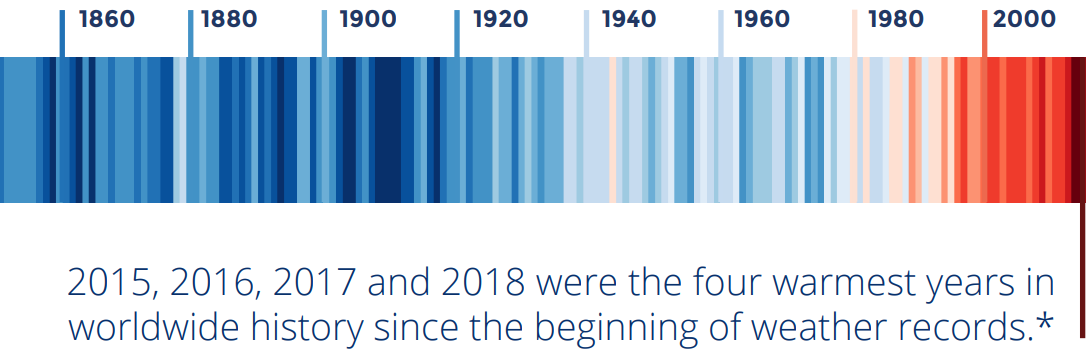 1860 1880 1900 1920 1940 1960 1980 2000
2015, 2016, 2017 and 2018 were the four warmest years in
worldwide history since the beginning of weather records.*